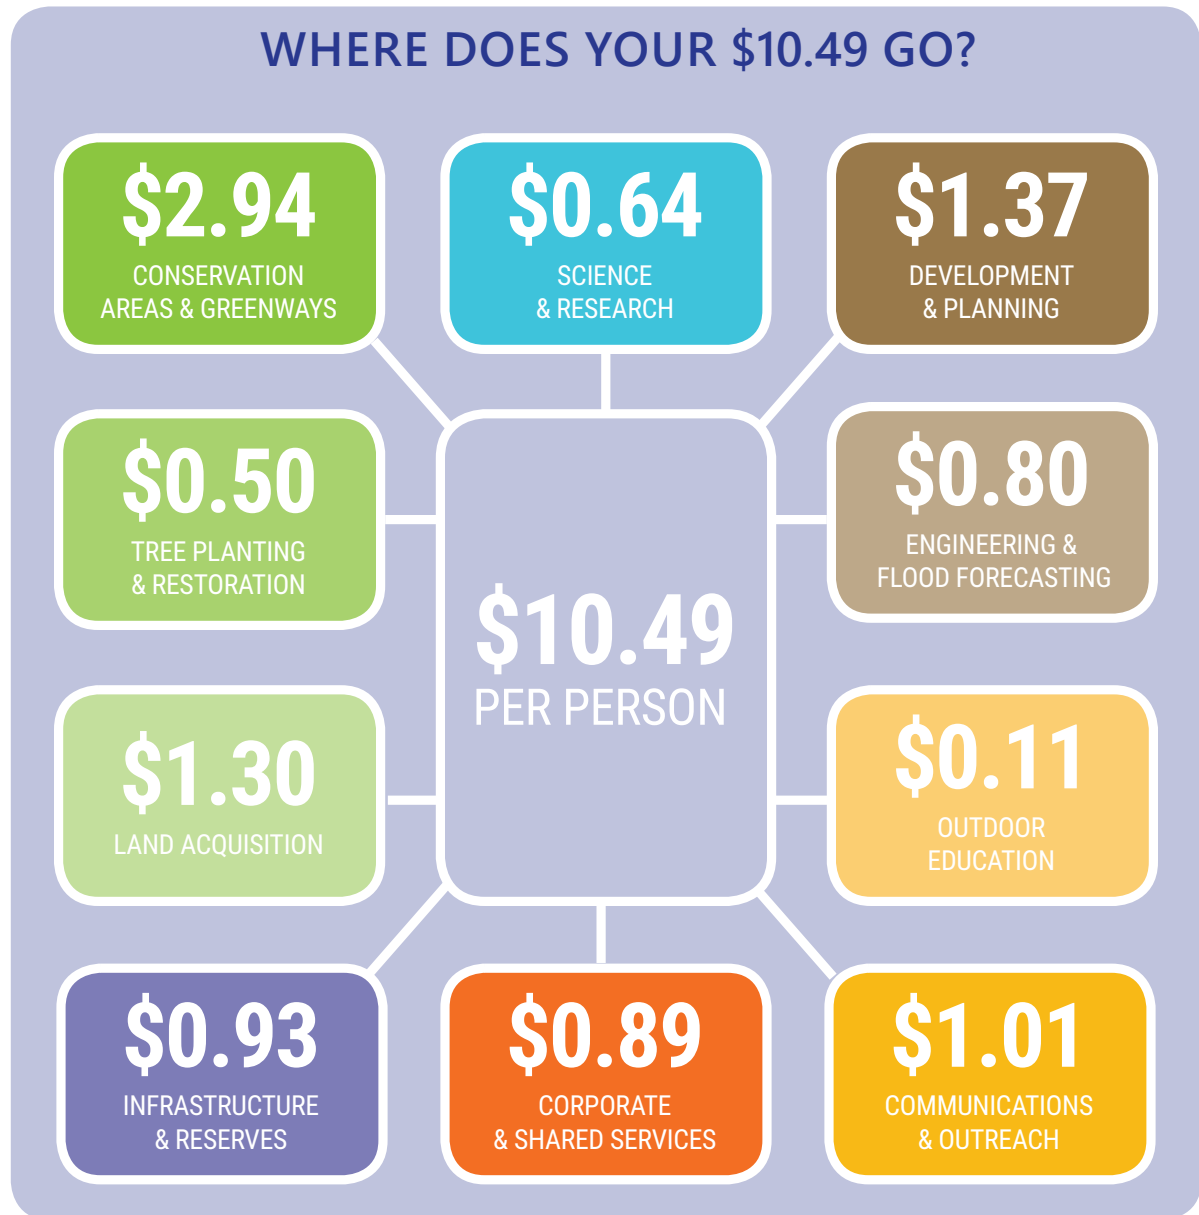 WHERE DOES YOUR $10.49 GO?
$2.94
CONSERVATION
AREAS & GREENWAYS
$0.64
SCIENCE
& RESEARCH
$1.37
DEVELOPMENT
& PLANNING
$0.50
TREE PLANTING
& RESTORATION
$0.80
ENGINEERING &
FLOOD FORECASTING
$10.49
PER PERSON
$1.30
LAND ACQUISITION
$0.11
OUTDOOR
EDUCATION
$0.93
INFRASTRUCTURE
& RESERVES
$0.89
CORPORATE
& SHARED SERVICES
$1.01
COMMUNICATIONS
& OUTREACH